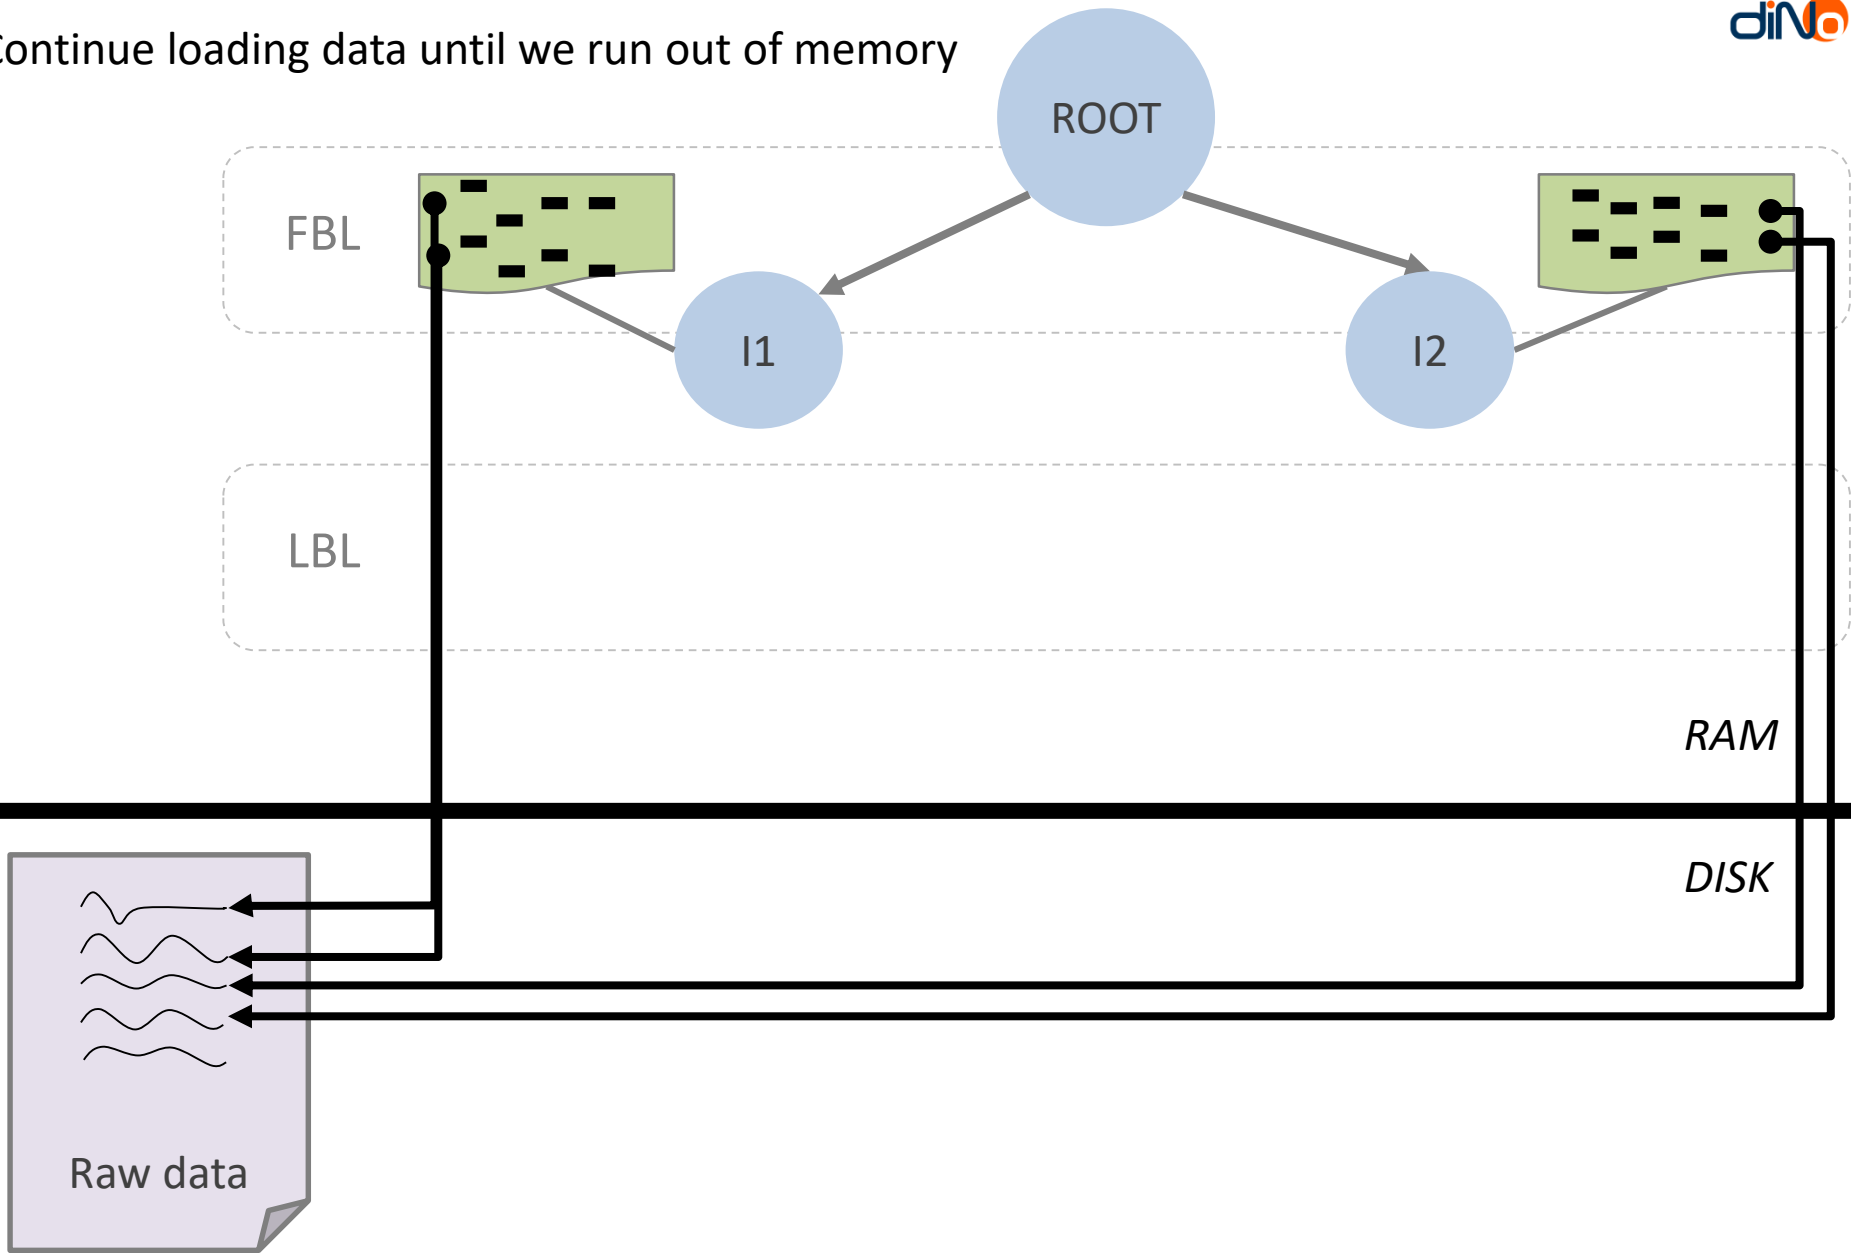 Continue loading data until we run out of memory
diNo
ROOT
FBL
I1
I2
LBL
RAM
DISK
Raw data